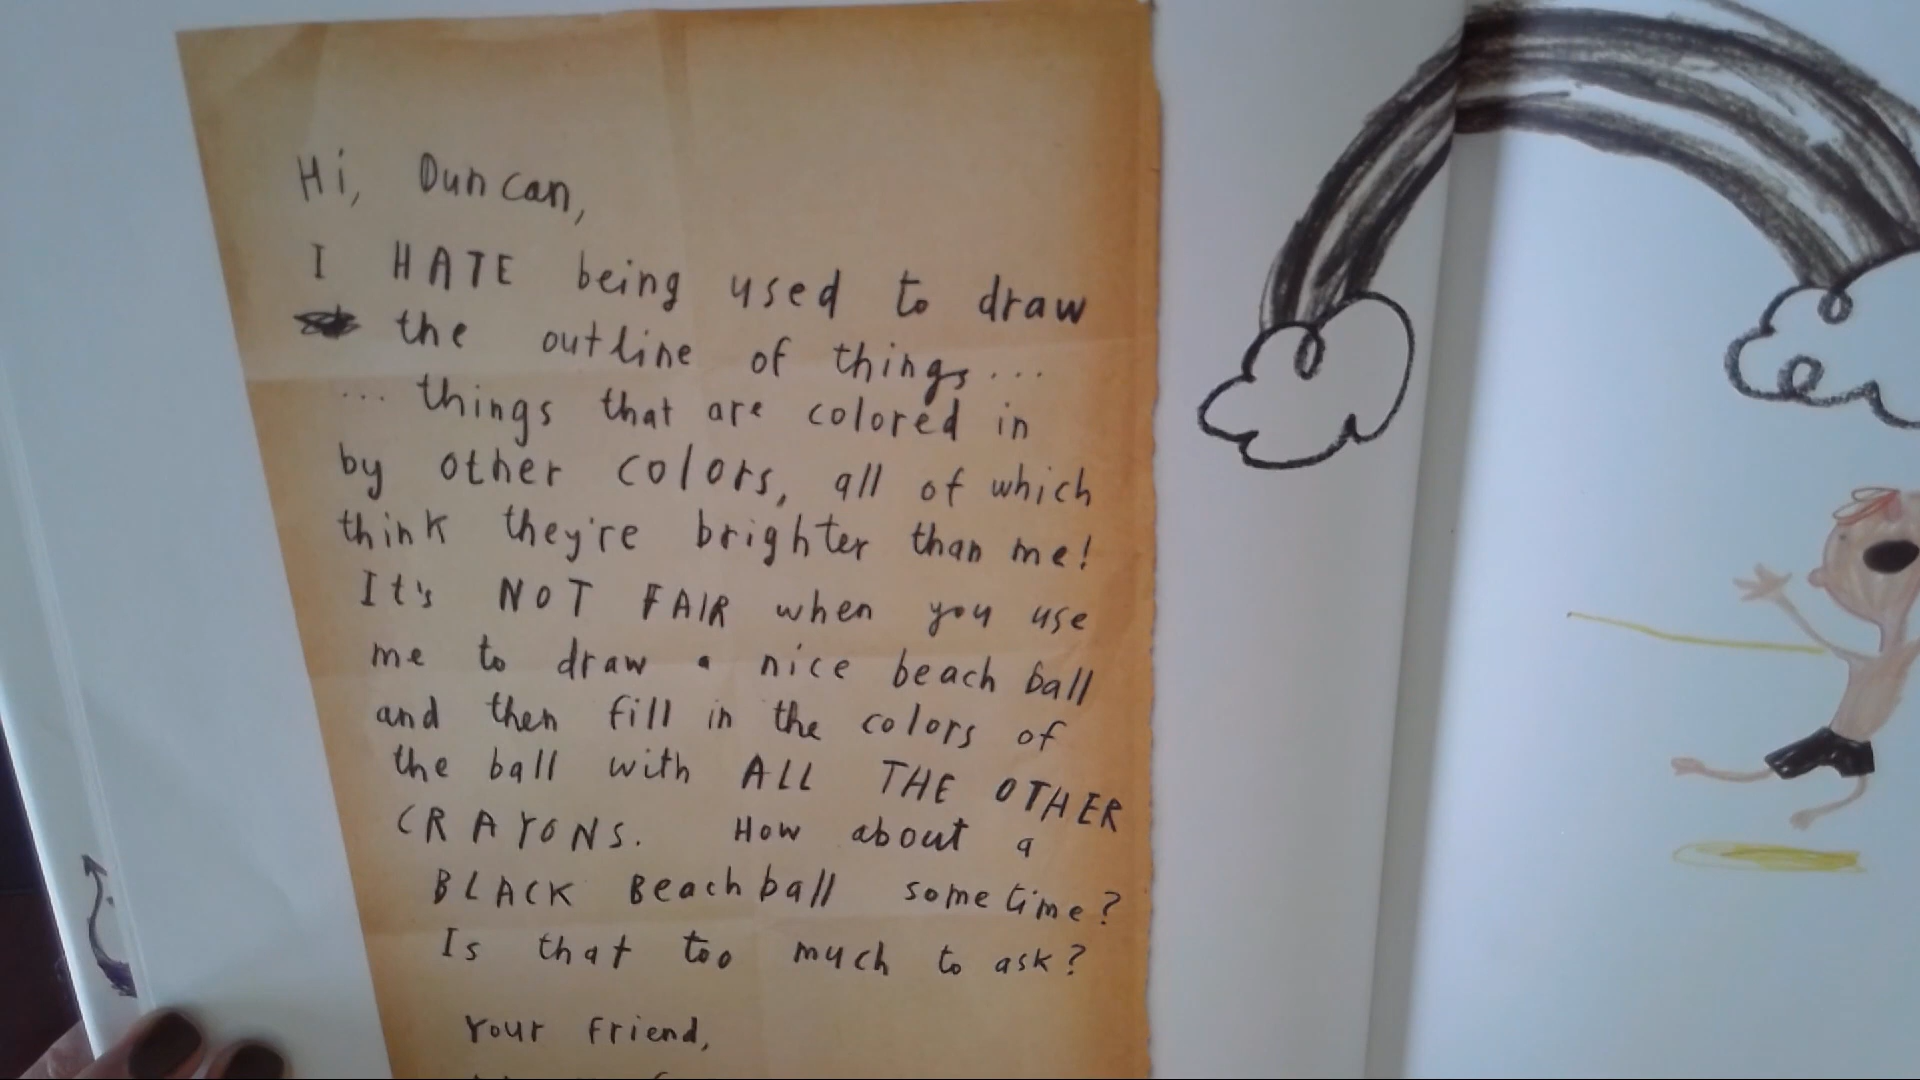 Hi, Duncan,
I HATE being used to draw
the outline of things...
... things that are colored in
by other colors, all of which
think they're brighter than me!
It's NOT FAIR when you use
me to draw a nice beach ball
and then fill in the colors of
the ball with ALL THE OTHER
CRAYONS. How about a
BLACK Beach ball sometime?
Is that too much to ask?
Your friend,